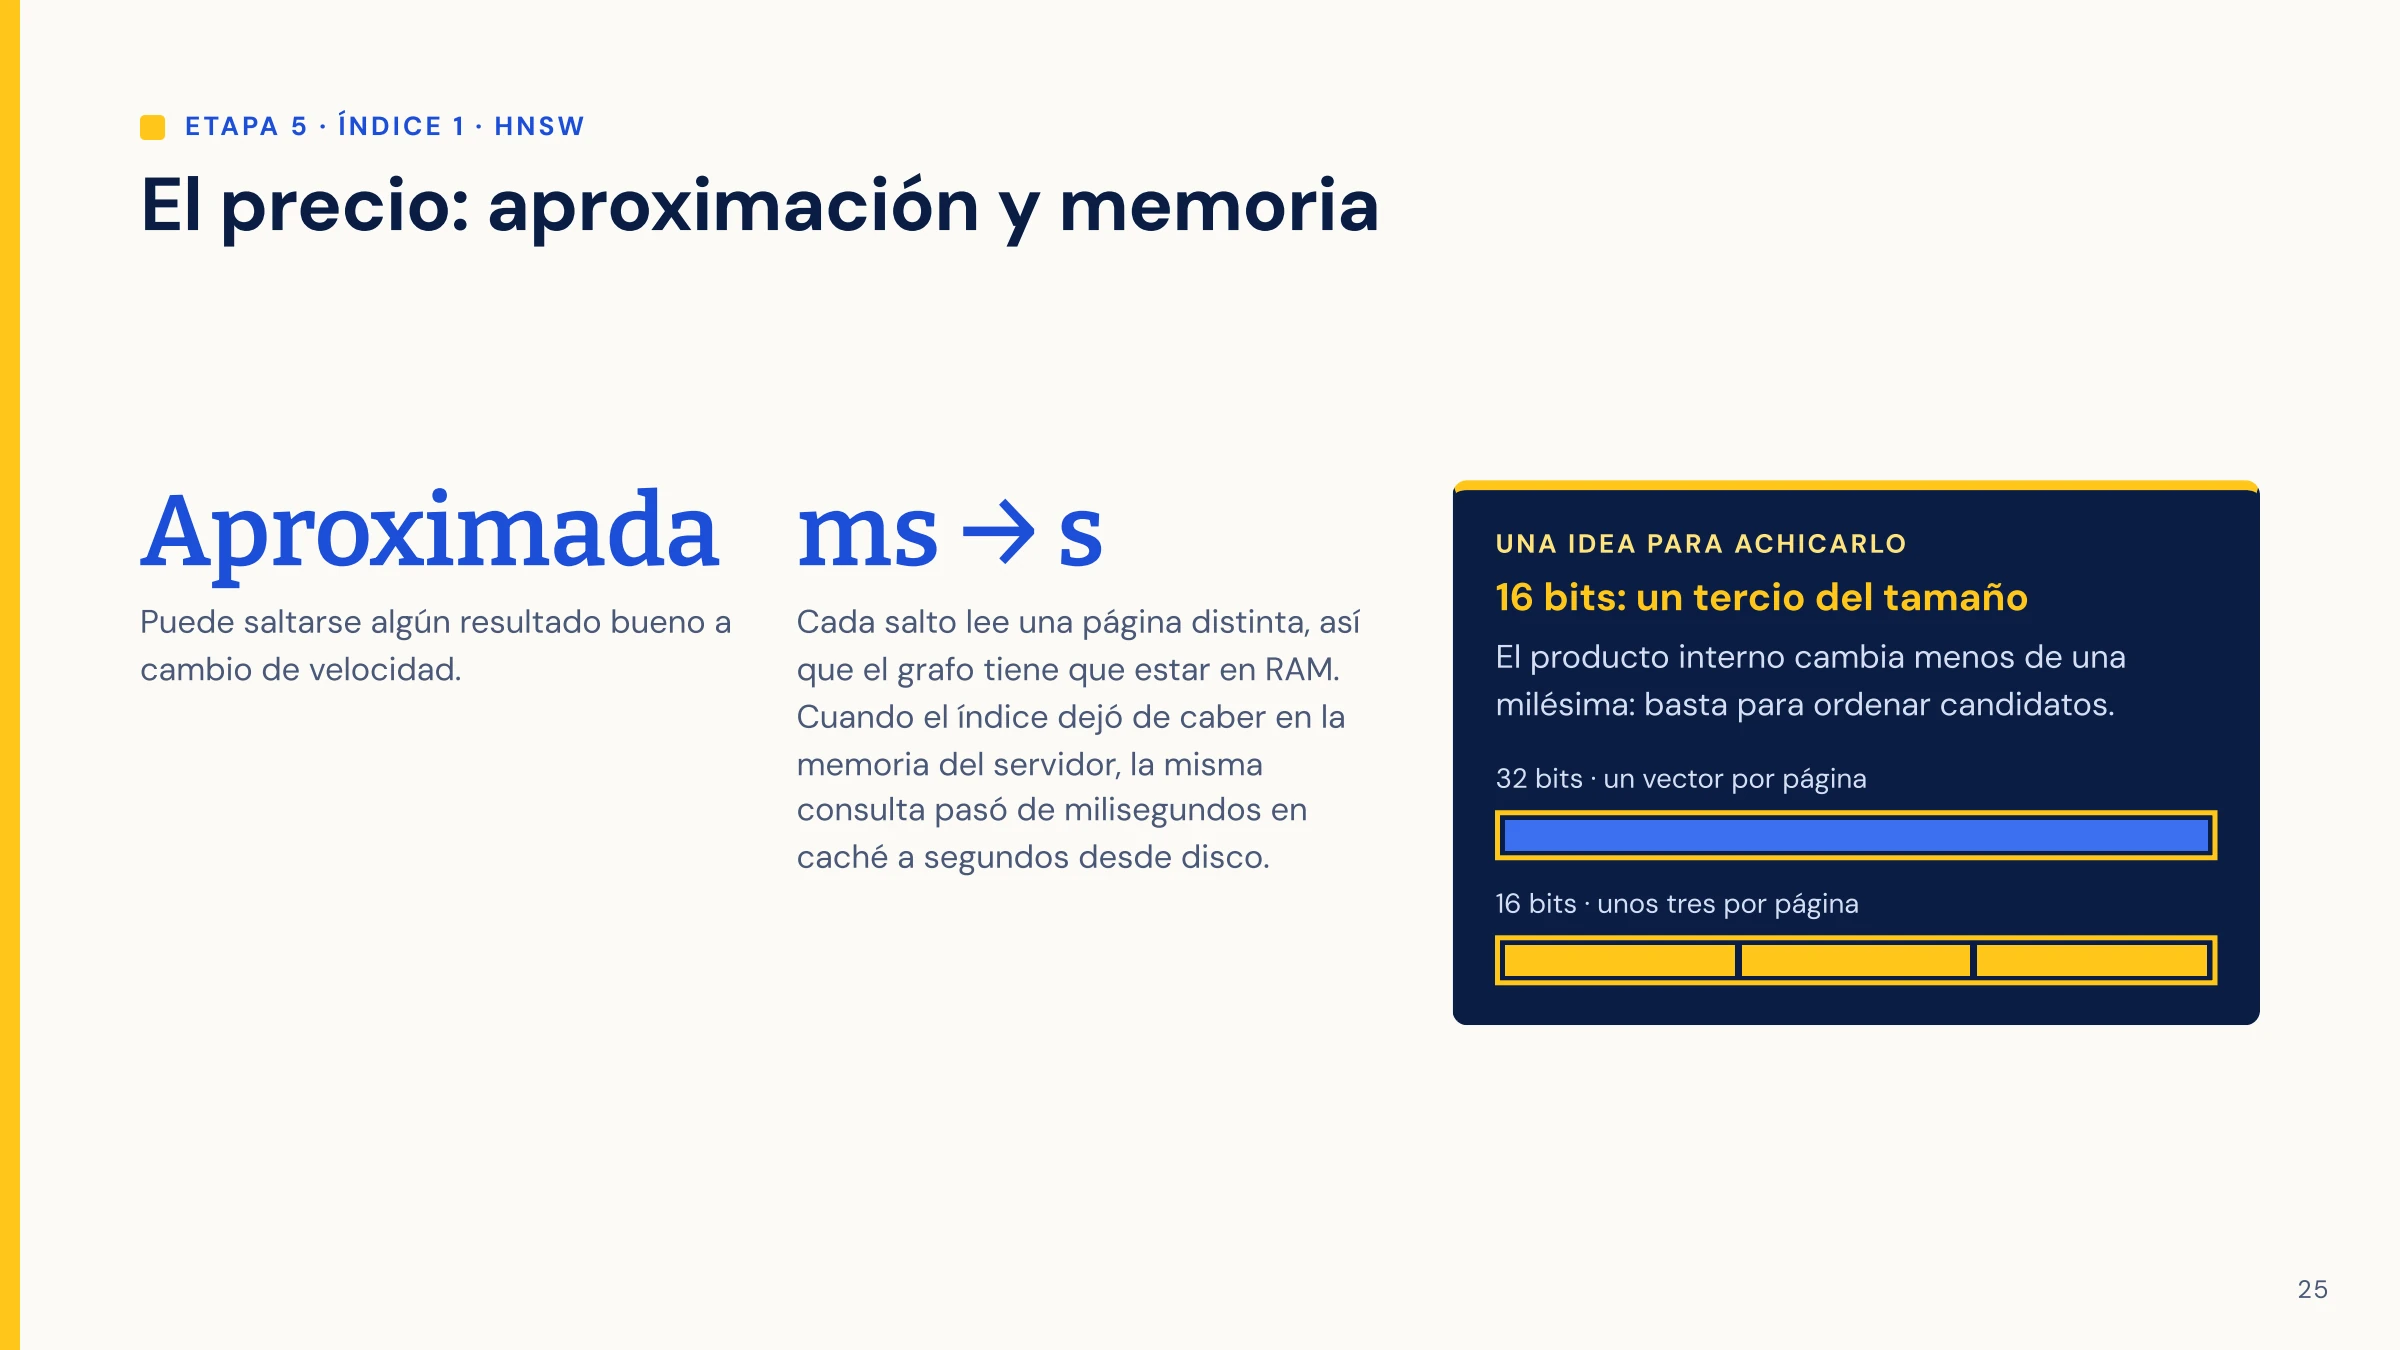 ETAPA 5 · ÍNDICE 1 · HNSW
El precio: aproximación y memoria
Aproximada
Puede saltarse algún resultado bueno a
cambio de velocidad.
ms → s
Cada salto lee una página distinta, así
que el grafo tiene que estar en RAM.
Cuando el índice dejó de caber en la
memoria del servidor, la misma
consulta pasó de milisegundos en
caché a segundos desde disco.
UNA IDEA PARA ACHICARLO
16 bits: un tercio del tamaño
El producto interno cambia menos de una
milésima: basta para ordenar candidatos.
32 bits · un vector por página
16 bits · unos tres por página
25